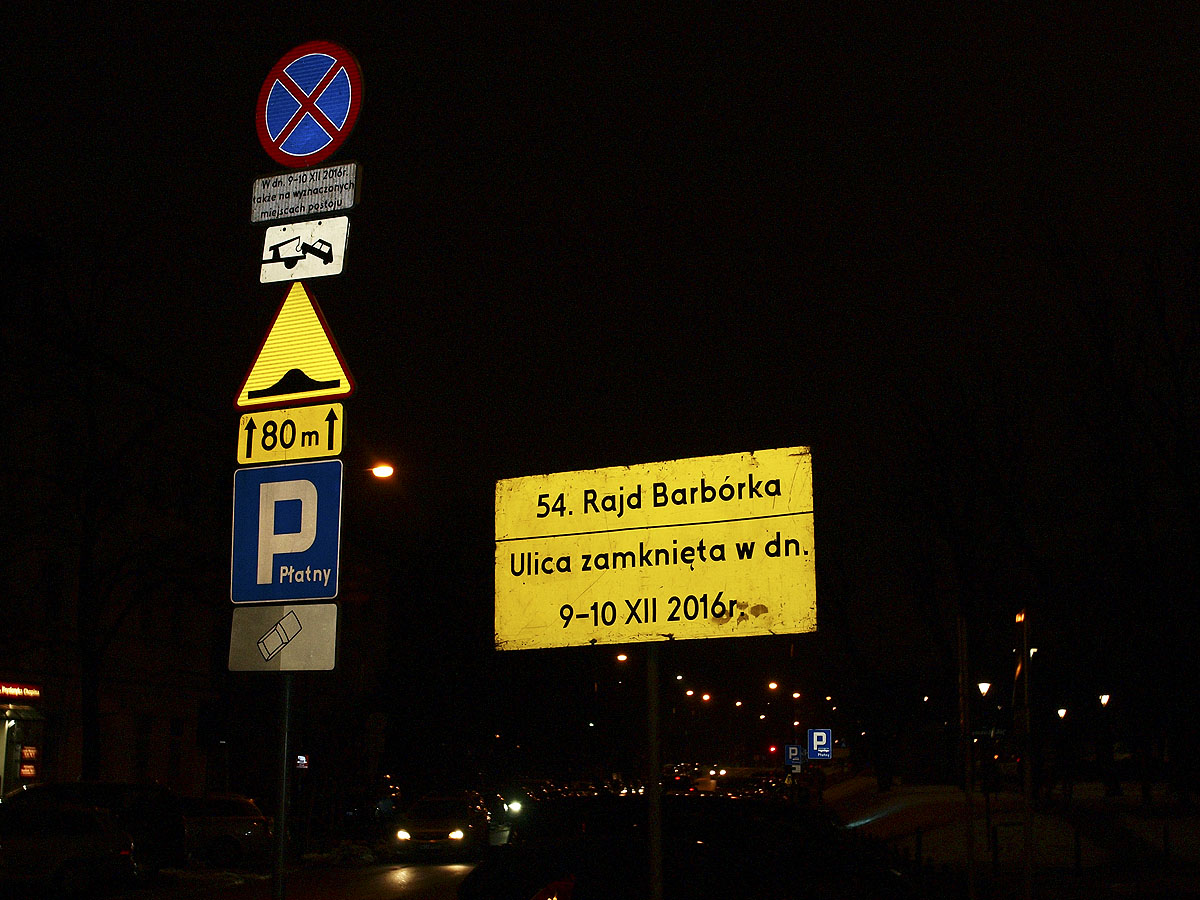 W dn. 9-10 XII 2016r.
także na wyznaczonych
miejscach postoju
80 m
P
Płatny
54. Rajd Barbórka
Ulica zamknięta w dn.
9-10 XII 2016r.
P
P
Płatny